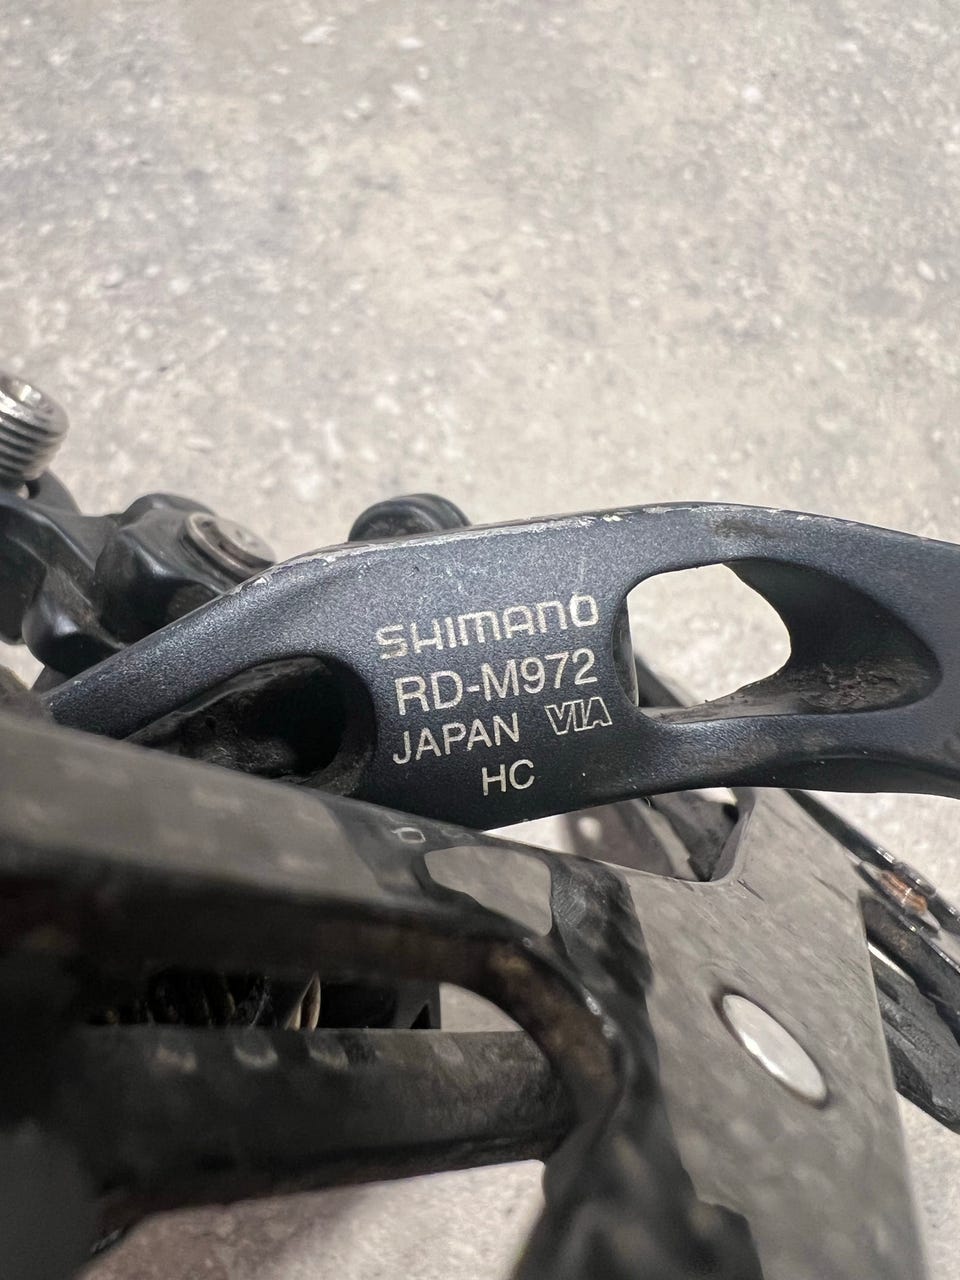 SHIMANO
RD-M972
JAPAN VIA
HC